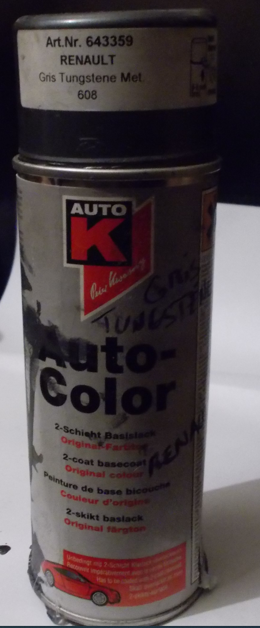 Art.Nr. 643359
RENAULT
Gris Tungstene Met.
608
AUTO
K
GRIS
TUNGSTENE
Auto-
Color
2-Schicht Basislack
Original-Farbton
RENAU
2-coat basecoat
Original colour
Peinture de base bicouche
Couleur d'origine
2-skikt baslack
Original färgton